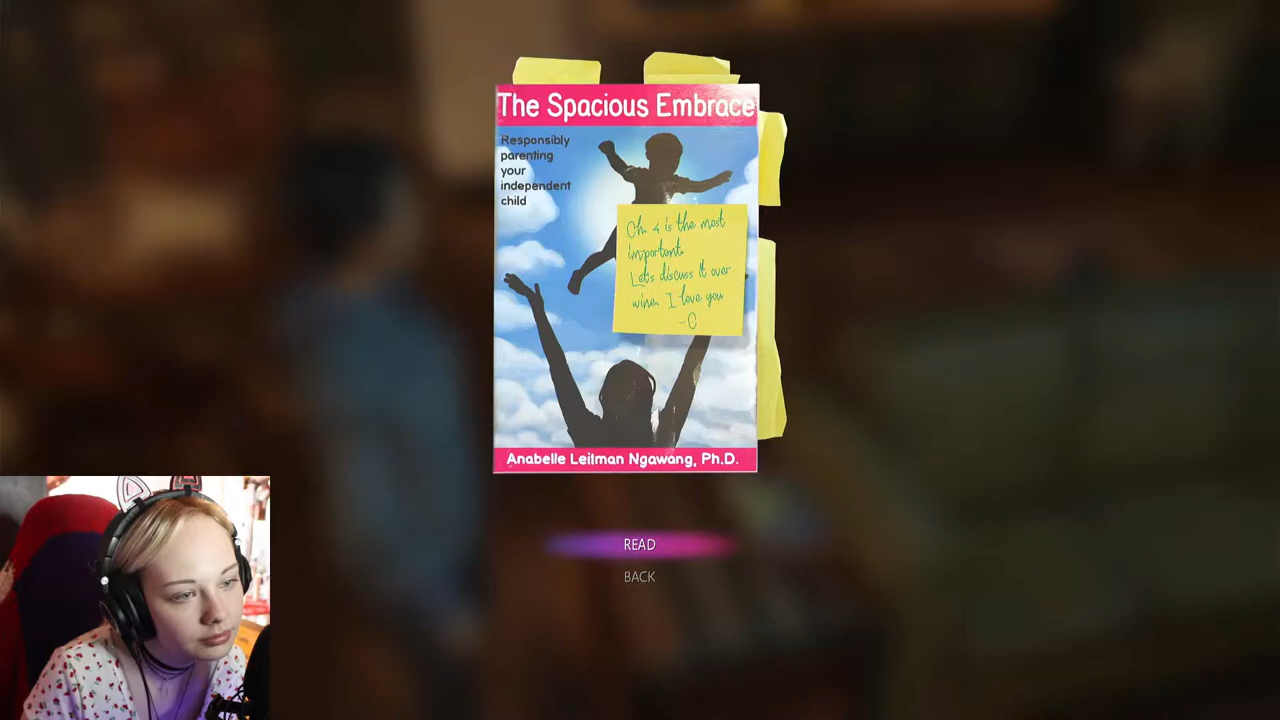 The Spacious Embrace
Responsibly
parenting
your
independent
child
Ch. 4 is the most
important.
Lets discuss it over
wine. I love you
-C
Anabelle Leitman Ngawang, Ph.D.
READ
BACK